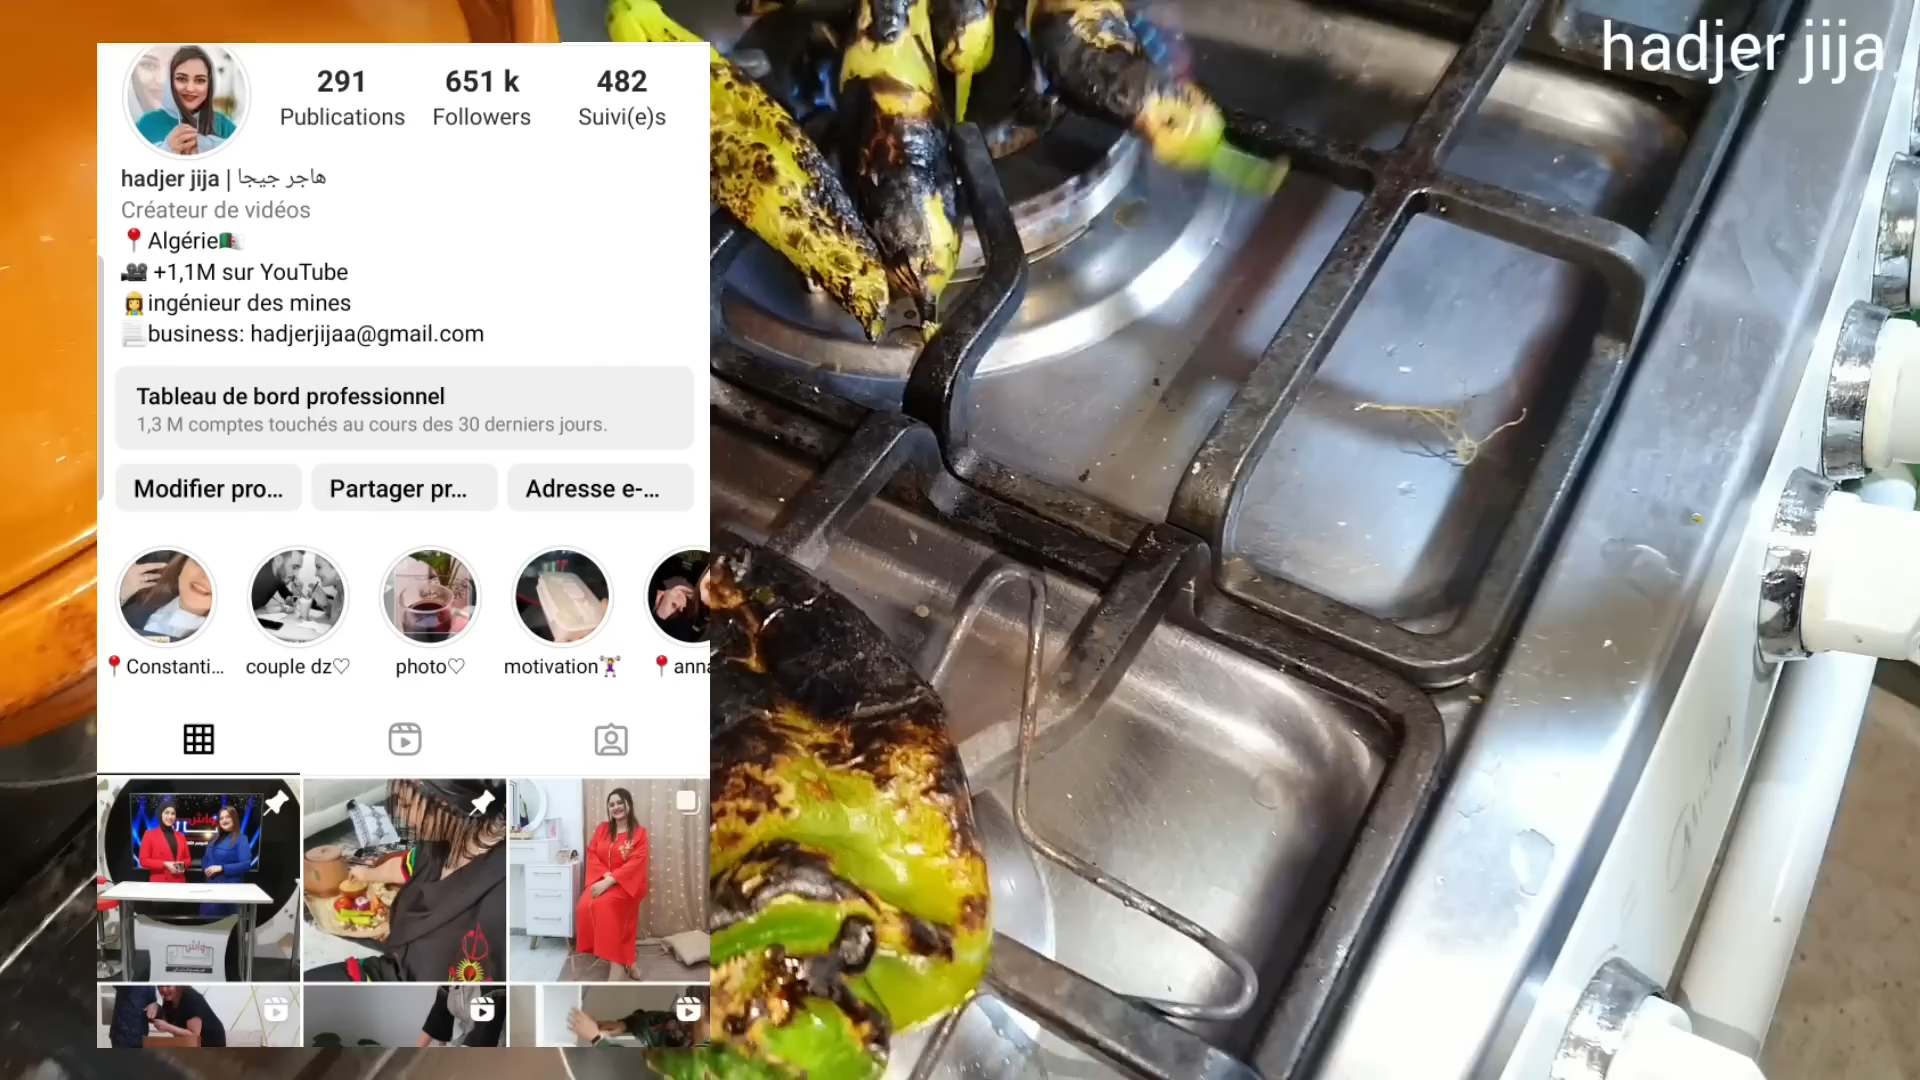 hadjer jija
291
651 k
482
Publications
Followers
Suivi(e)s
hadjer jija | هاجر جيجا
Créateur de vidéos
📍Algérie🇩🇿
🎥 +1,1M sur YouTube
👷‍♀️ingénieur des mines
📃business: hadjerjijaa@gmail.com
Tableau de bord professionnel
1,3 M comptes touchés au cours des 30 derniers jours.
Modifier pro...
Partager pr...
Adresse e-...
📍Constanti...
couple dz♡
photo♡
motivation🏋️‍♀️
📍anna